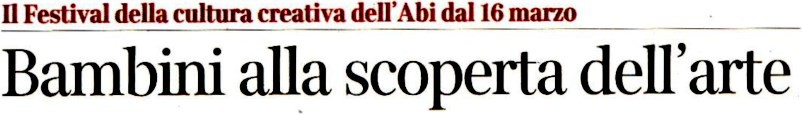 Il Festival della cultura creativa dell'Abi dal 16 marzo
Bambini alla scoperta dell'arte